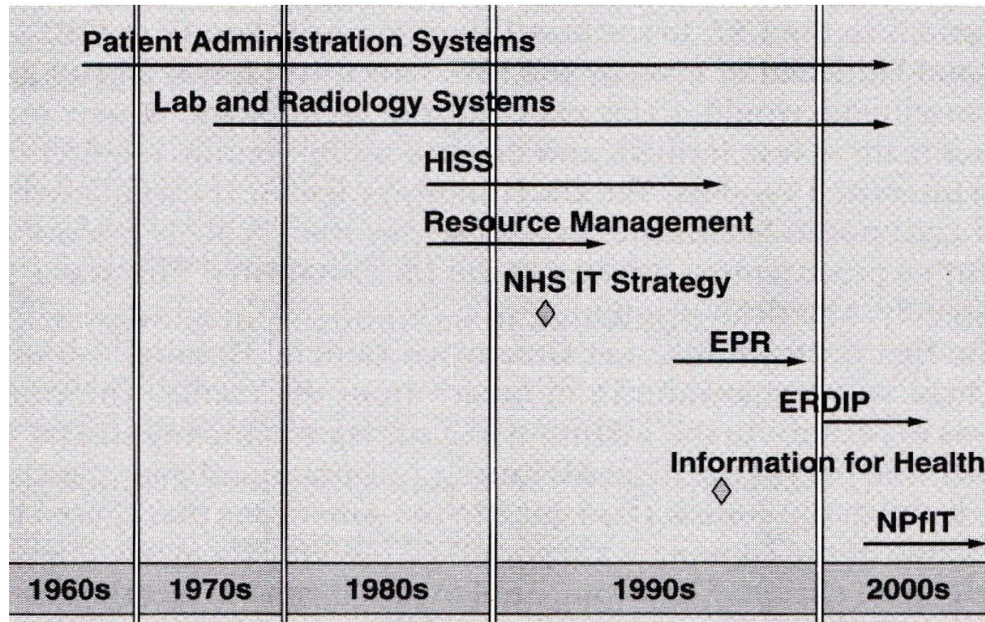 Patient Administration Systems
Lab and Radiology Systems
HISS
Resource Management
NHS IT Strategy
EPR
ERDIP
Information for Health
NPfIT
1960s 1970s 1980s 1990s 2000s